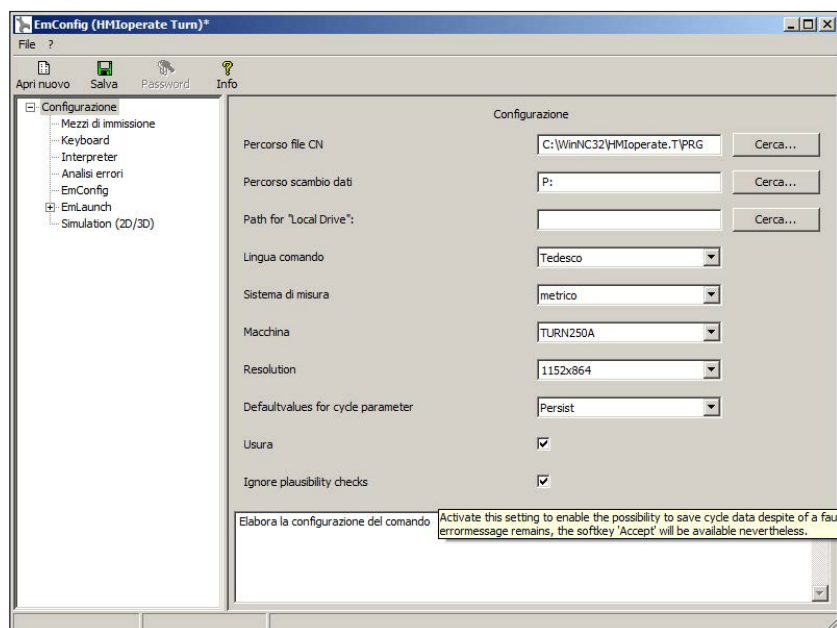 EmConfig (HMIoperate Turn)*
File ?
Apri nuovo Salva Password Info
Configurazione
Mezzi di immissione
Keyboard
Interpreter
Analisi errori
EmConfig
EmLaunch
Simulation (2D/3D)
Configurazione
Percorso file CN C:\WinNC32\HMIoperate.T\PRG Cerca...
Percorso scambio dati P: Cerca...
Path for "Local Drive": Cerca...
Lingua comando Tedesco
Sistema di misura metrico
Macchina TURN250A
Resolution 1152x864
Defaultvalues for cycle parameter Persist
Usura
Ignore plausibility checks
Elabora la configurazione del comando
Activate this setting to enable the possibility to save cycle data despite of a fau
errormessage remains, the softkey 'Accept' will be available nevertheless.